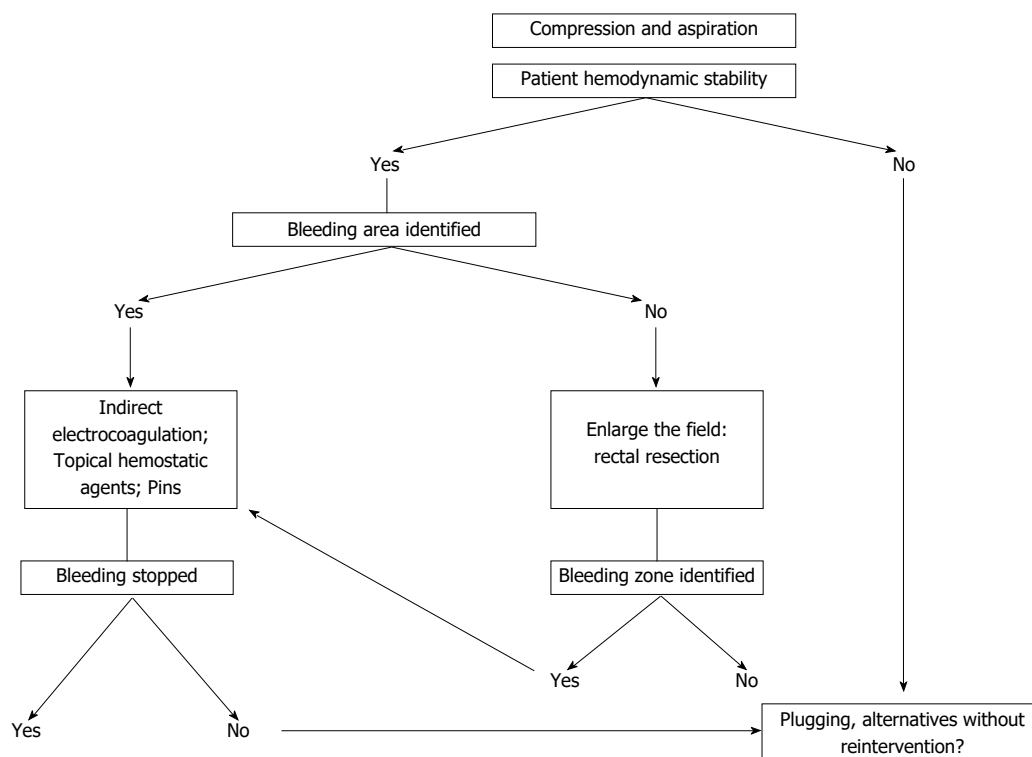 Compression and aspiration
Patient hemodynamic stability
Yes
No
Bleeding area identified
Yes
No
Indirect
electrocoagulation;
Topical hemostatic
agents; Pins
Enlarge the field:
rectal resection
Bleeding stopped
Bleeding zone identified
Yes
No
Yes
No
Plugging, alternatives without
reintervention?